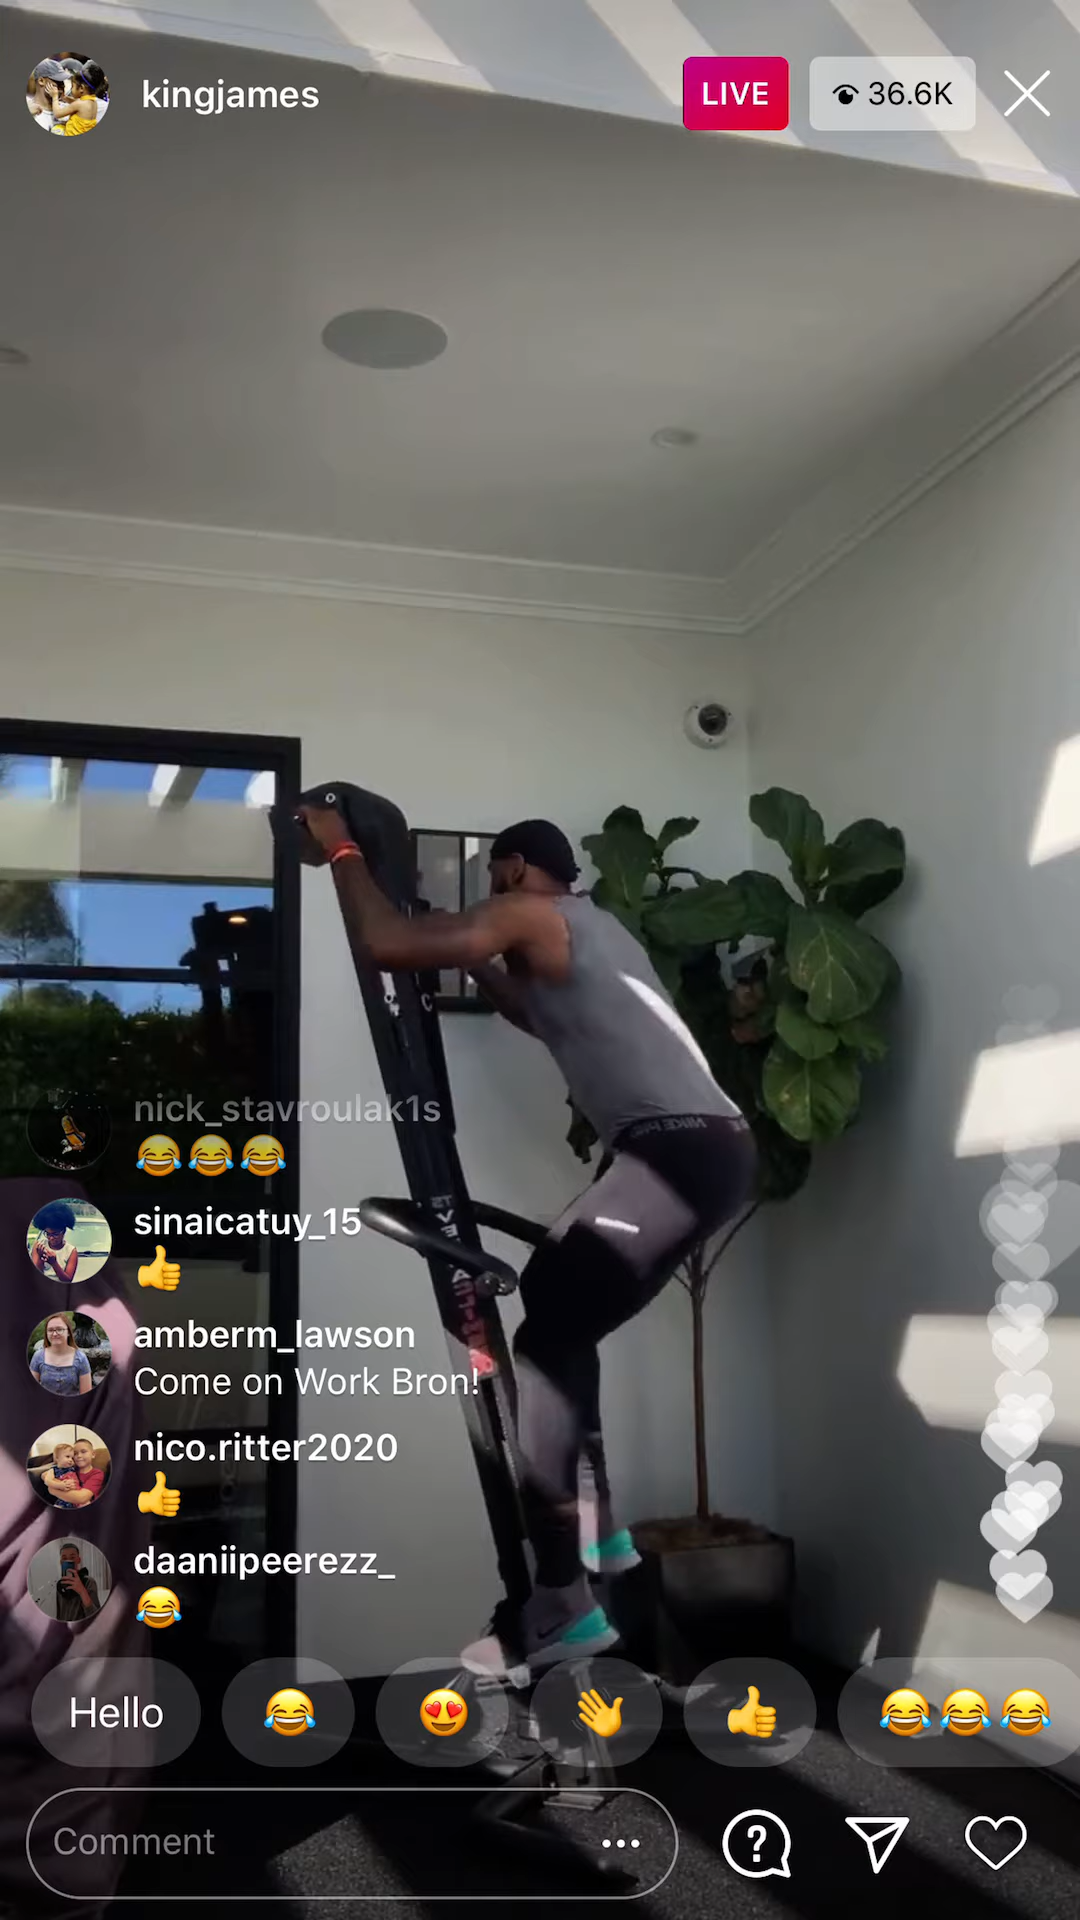 kingjames
LIVE
36.6K
nick_stavroulak1s
😂😂😂
sinaicatuy_15
👍
amberm_lawson
Come on Work Bron!
nico.ritter2020
👍
daaniipeerezz_
😂
Hello
😂
😍
👋
👍
😂😂😂
Comment